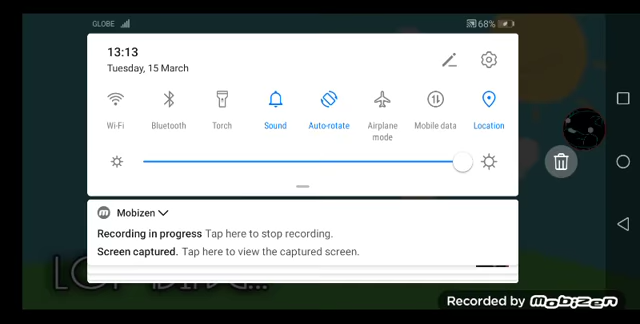 GLOBE
68%
13:13
Tuesday, 15 March
Wi-Fi
Bluetooth
Torch
Sound
Auto-rotate
Airplane
mode
Mobile data
Location
Mobizen
Recording in progress Tap here to stop recording.
Screen captured. Tap here to view the captured screen.
Recorded by Mobizen